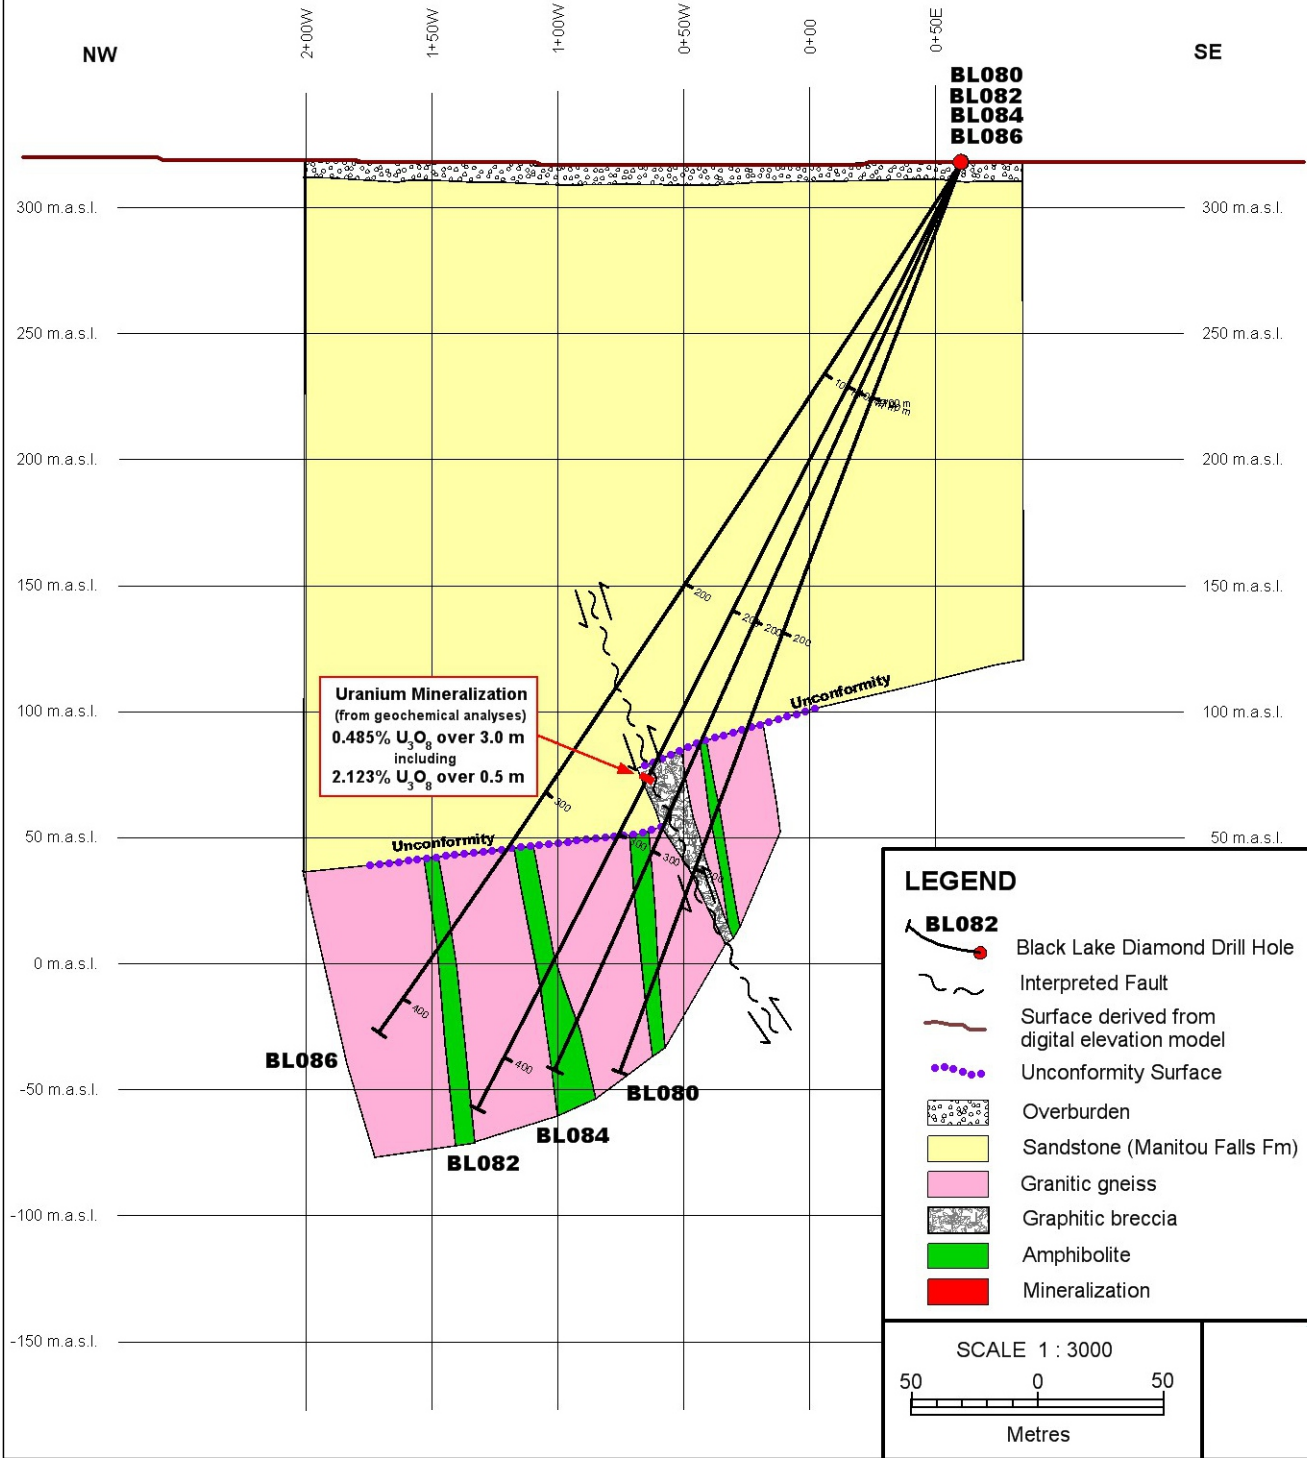 2+00W
1+50W
1+00W
0+50W
0+00
0+50E
NW
SE
BL080
BL082
BL084
BL086
300 m.a.s.l.
300 m.a.s.l.
250 m.a.s.l.
250 m.a.s.l.
200 m.a.s.l.
200 m.a.s.l.
150 m.a.s.l.
150 m.a.s.l.
100 m.a.s.l.
100 m.a.s.l.
50 m.a.s.l.
50 m.a.s.l.
0 m.a.s.l.
-50 m.a.s.l.
-100 m.a.s.l.
-150 m.a.s.l.
200
200
200
200
Uranium Mineralization
(from geochemical analyses)
0.485% U3O8 over 3.0 m
including
2.123% U3O8 over 0.5 m
Unconformity
Unconformity
300
300
400
400
BL086
BL080
BL084
BL082
LEGEND
BL082
Black Lake Diamond Drill Hole
Interpreted Fault
Surface derived from
digital elevation model
Unconformity Surface
Overburden
Sandstone (Manitou Falls Fm)
Granitic gneiss
Graphitic breccia
Amphibolite
Mineralization
SCALE 1 : 3000
50 0 50
Metres